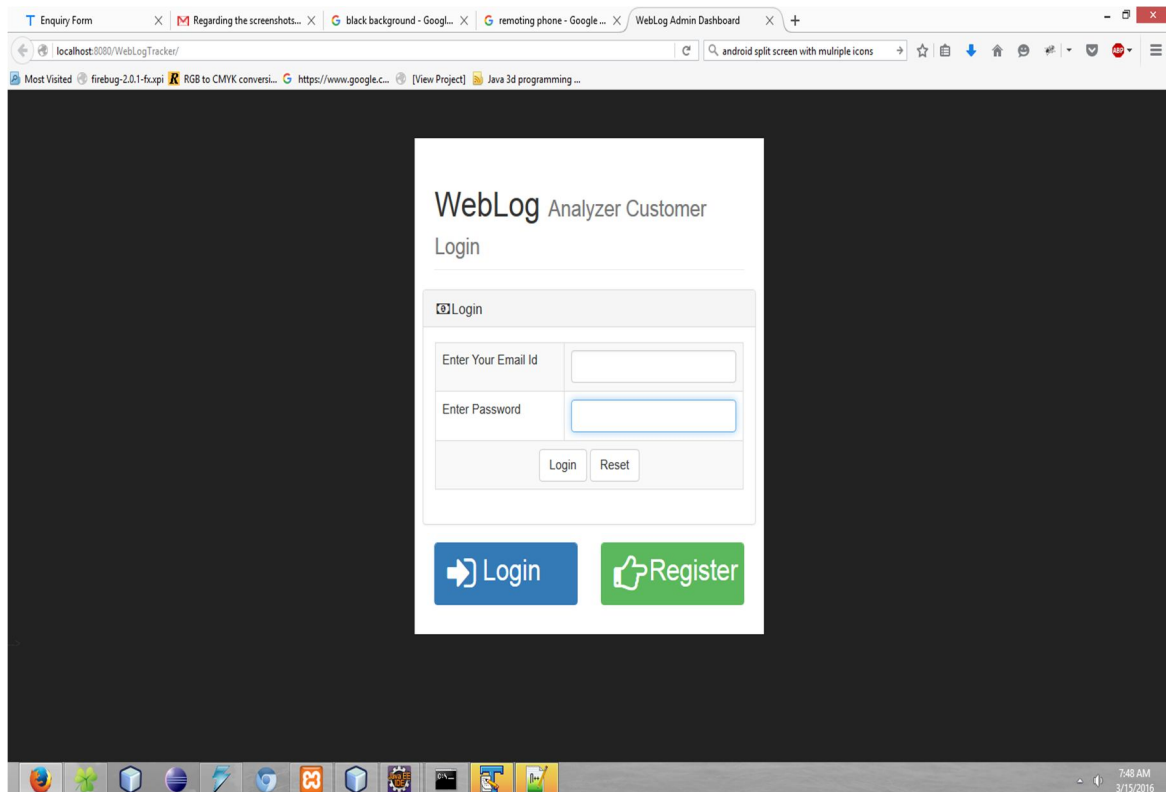 Enquiry Form
Regarding the screenshots...
black background - Googl...
remoting phone - Google ...
WebLog Admin Dashboard
localhost:8080/WebLogTracker/
android split screen with mulriple icons
ABP
Most Visited
firebug-2.0.1-fx.xpi
RGB to CMYK conversi...
https://www.google.c...
[View Project]
Java 3d programming ...
WebLog Analyzer Customer
Login
Login
Enter Your Email Id
Enter Password
Login Reset
Login Register
7:48 AM
3/15/2016